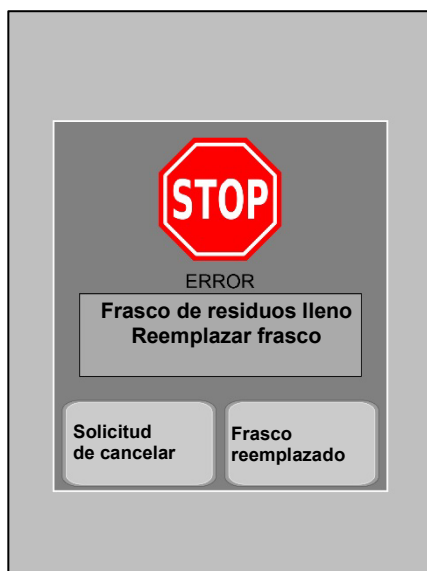 STOP
ERROR
Frasco de residuos lleno
Reemplazar frasco
Solicitud
de cancelar
Frasco
reemplazado